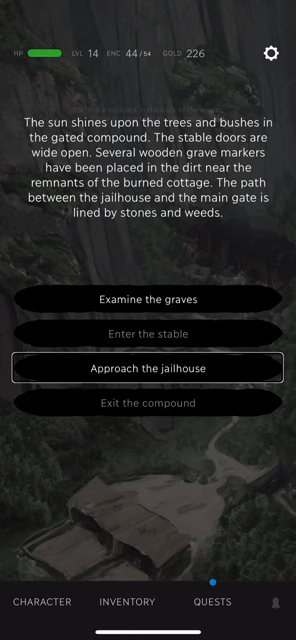 HP LVL 14 ENC 44/54 GOLD 226
The sun shines upon the trees and bushes in
the gated compound. The stable doors are
wide open. Several wooden grave markers
have been placed in the dirt near the
remnants of the burned cottage. The path
between the jailhouse and the main gate is
lined by stones and weeds.
Examine the graves
Enter the stable
Approach the jailhouse
Exit the compound
CHARACTER INVENTORY QUESTS